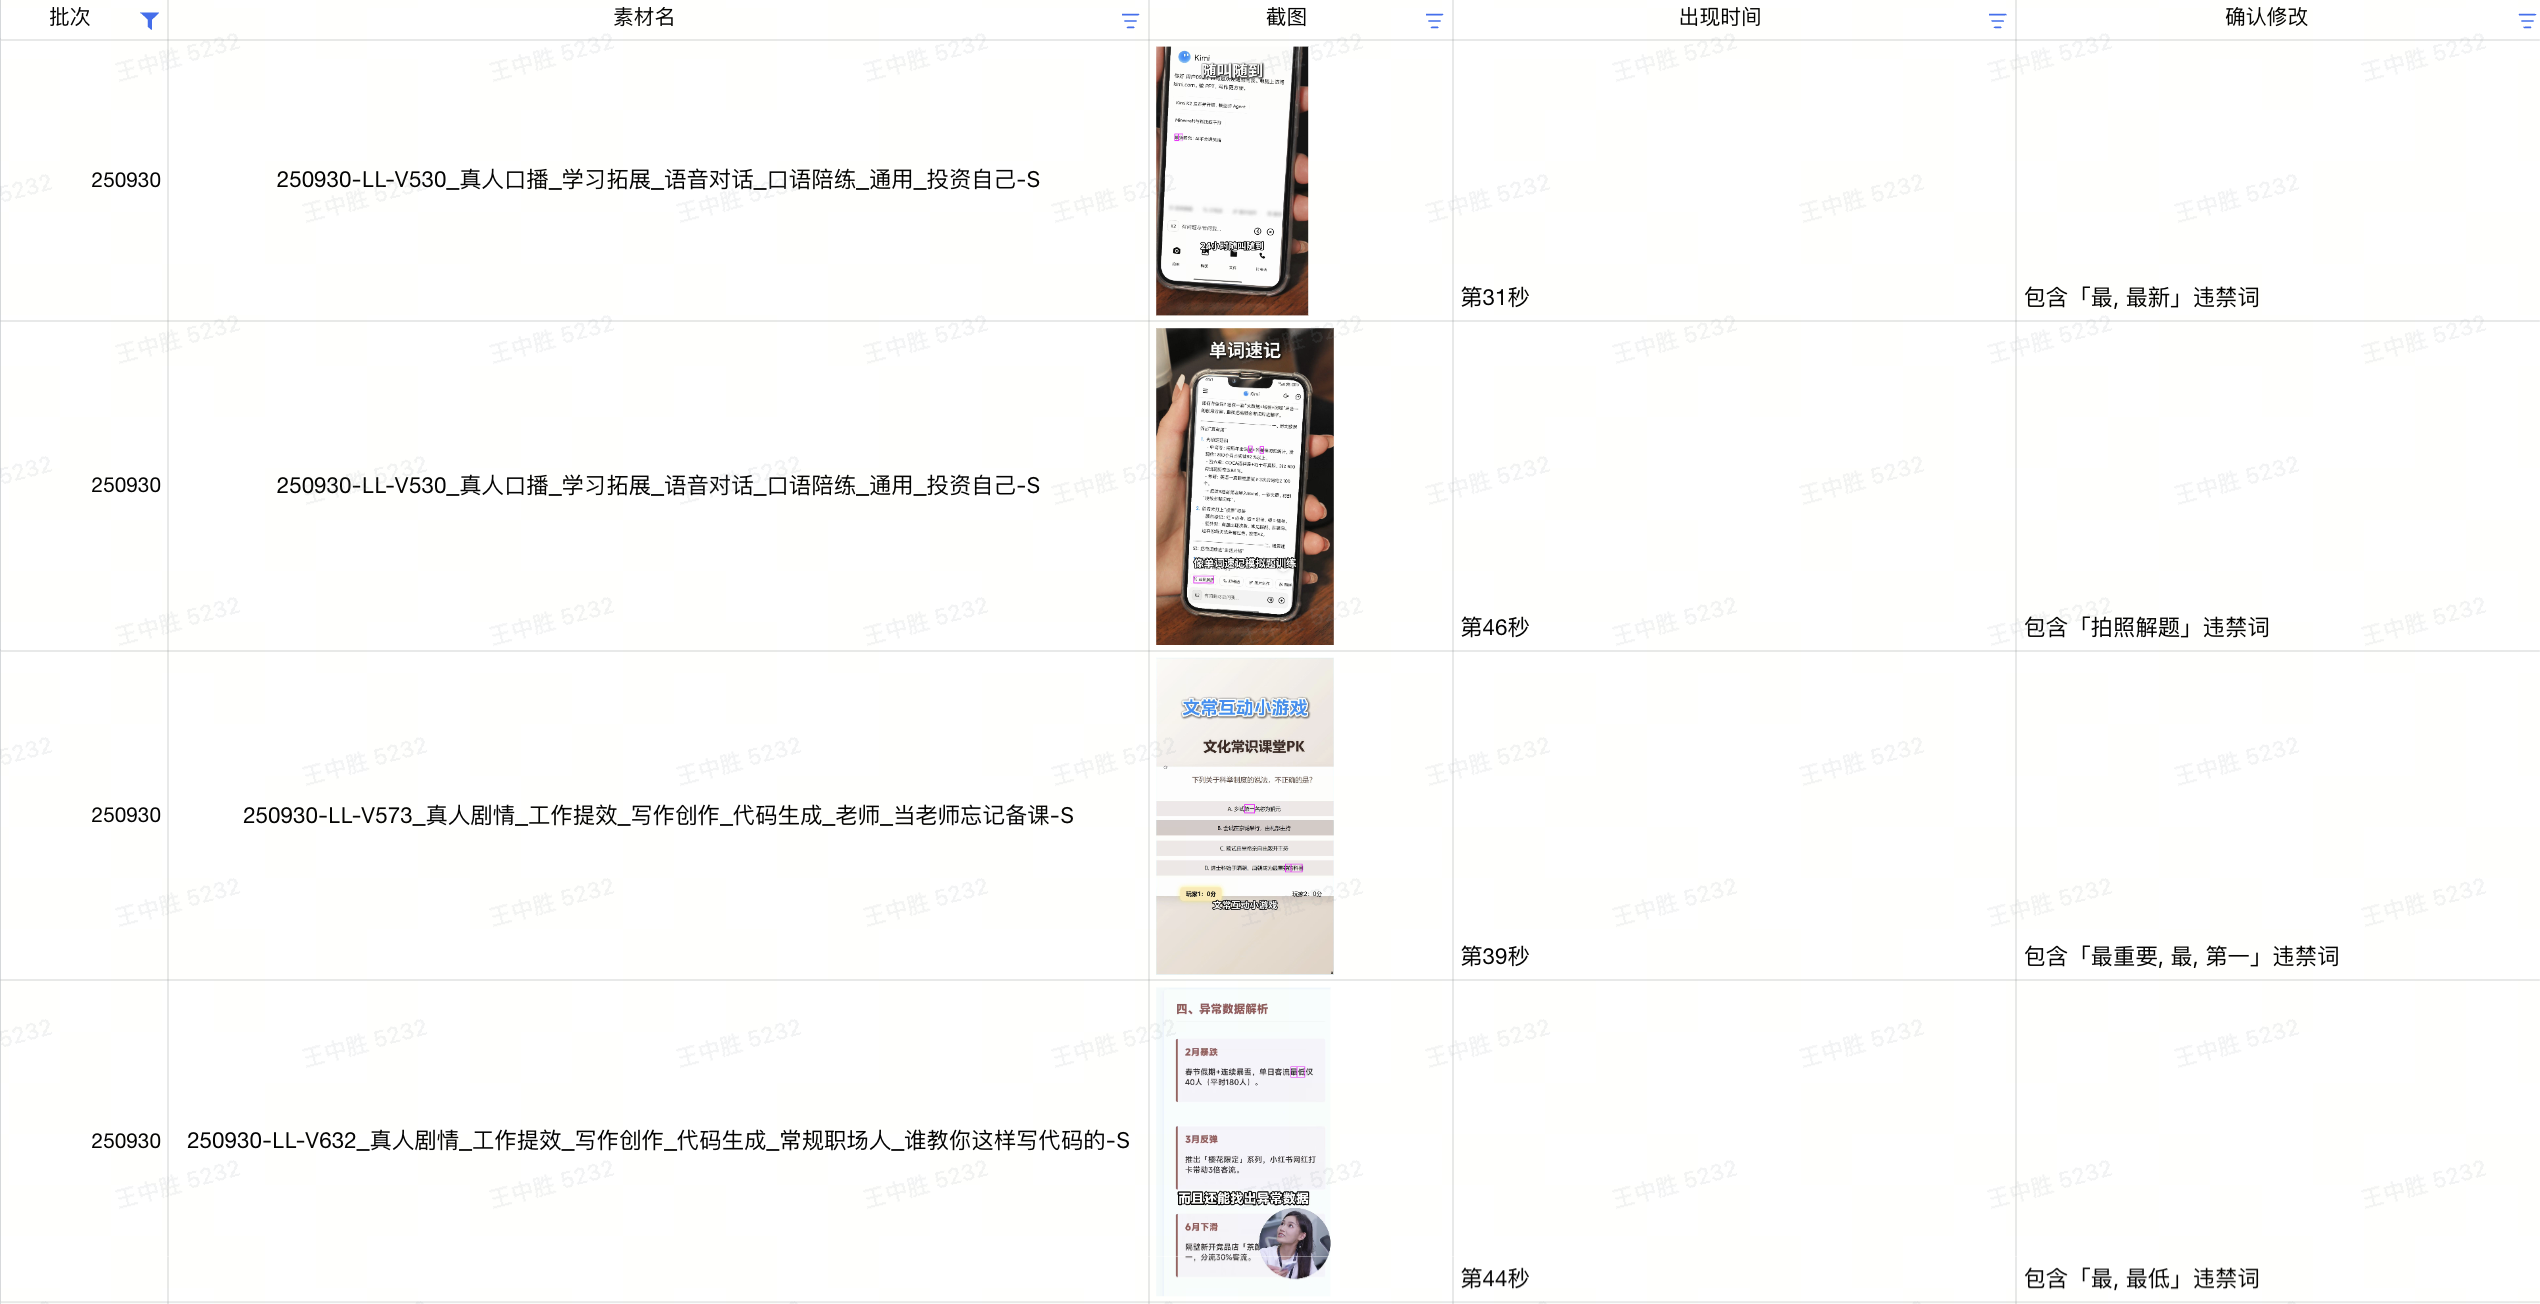 批次
素材名
截图
出现时间
确认修改
250930
250930-LL-V530_真人口播_学习拓展_语音对话_口语陪练_通用_投资自己-S
Kimi
随叫随到
24小时随叫随到
第31秒
包含「最, 最新」违禁词
250930
250930-LL-V530_真人口播_学习拓展_语音对话_口语陪练_通用_投资自己-S
单词速记
Kimi
像单词速记模拟题训练
第46秒
包含「拍照解题」违禁词
250930
250930-LL-V573_真人剧情_工作提效_写作创作_代码生成_老师_当老师忘记备课-S
文常互动小游戏
文化常识课堂PK
下列关于科举制度的说法，不正确的是？
玩家1：0分
玩家2：0分
文常互动小游戏
第39秒
包含「最重要, 最, 第一」违禁词
250930
250930-LL-V632_真人剧情_工作提效_写作创作_代码生成_常规职场人_谁教你这样写代码的-S
四、异常数据解析
2月暴跌
春节假期+连续暴雪，单日客流最低仅
40人（平时180人）。
3月反弹
推出「樱花限定」系列，小红书网红打
卡带动3倍客流。
而且还能找出异常数据
6月下滑
隔壁新开竞品店「茶
一，分流30%客流。
第44秒
包含「最, 最低」违禁词
王中胜 5232